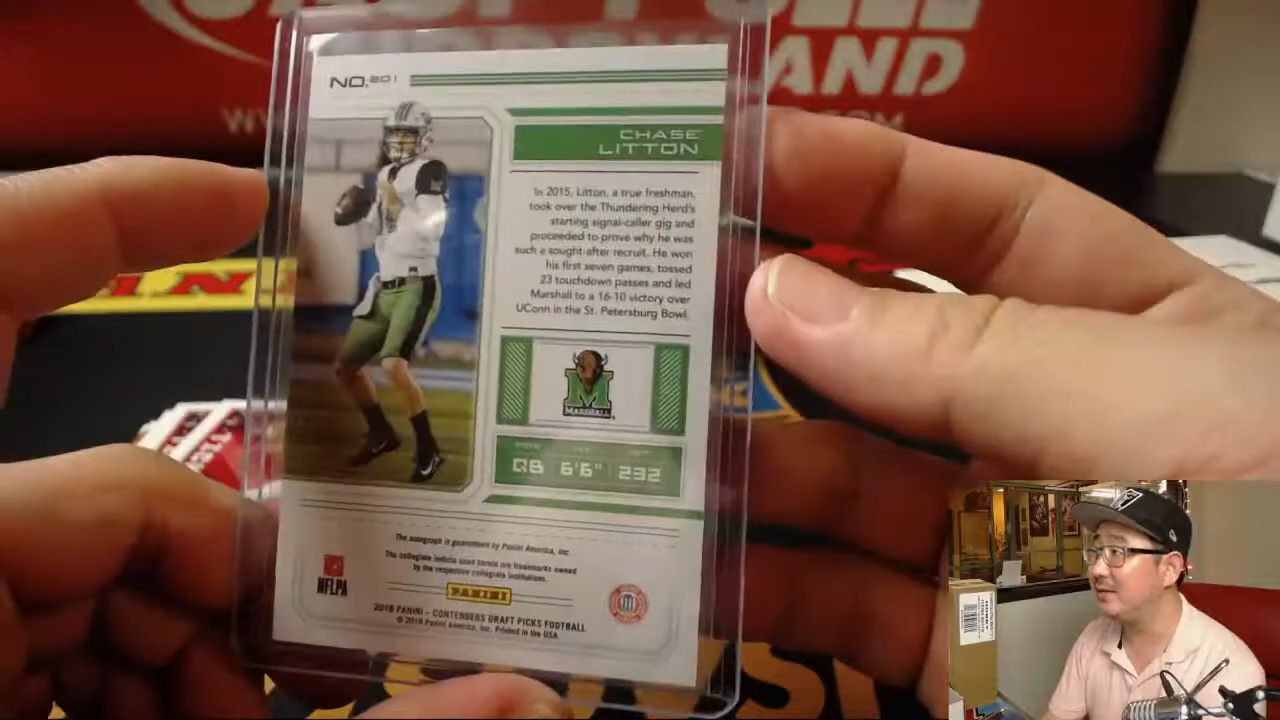 AND
W
.COM
NO. 201
CHASE
LITTON
In 2015, Litton, a true freshman,
took over the Thundering Herd's
starting signal-caller gig and
proceeded to prove why he was
such a sought-after recruit. He won
his first seven games, tossed
23 touchdown passes and led
Marshall to a 16-10 victory over
UConn in the St. Petersburg Bowl.
M
MARSHALL
QB 6'6" 232
The autograph is guaranteed by Panini America, Inc.
The collegiate indicia used herein are trademarks owned
by the respective collegiate institutions.
NFLPA
PANINI
2018 PANINI – CONTENDERS DRAFT PICKS FOOTBALL
© 2018 Panini America, Inc. Printed in the USA.